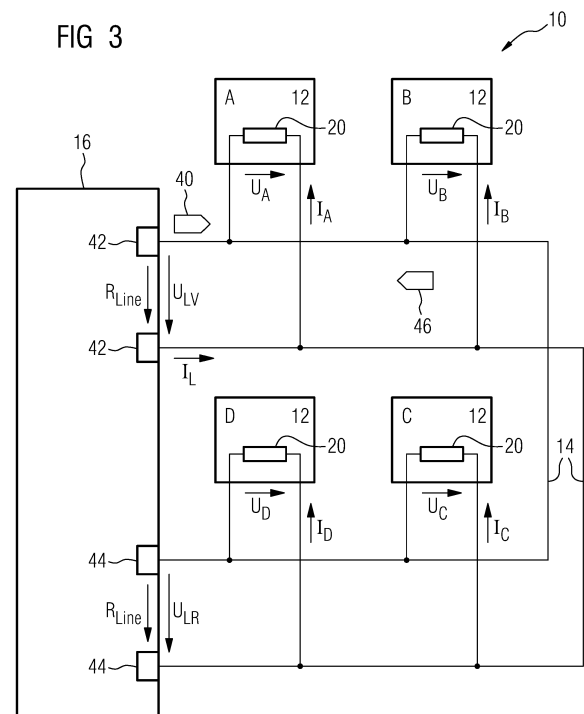 FIG 3
10
A 12
B 12
20
20
16
40
U_A
I_A
U_B
I_B
42
R_Line
U_LV
46
42
I_L
D 12
C 12
20
20
14
U_D
I_D
U_C
I_C
44
R_Line
U_LR
44